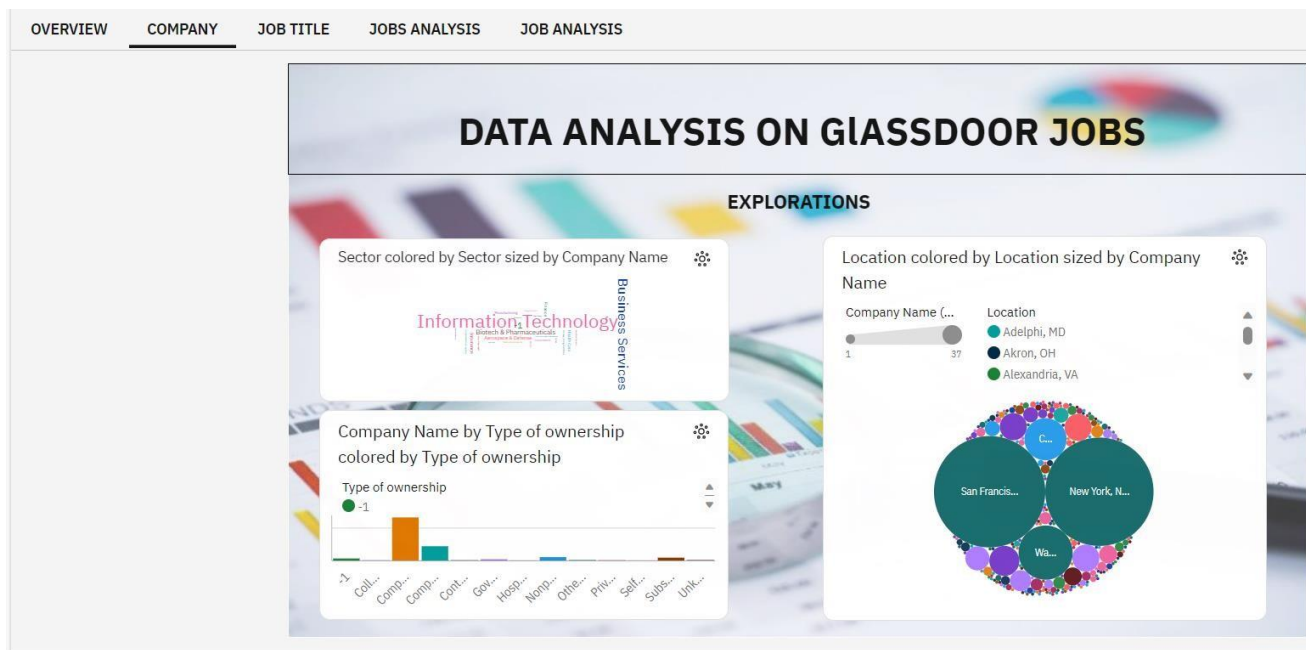 OVERVIEW COMPANY JOB TITLE JOBS ANALYSIS JOB ANALYSIS
DATA ANALYSIS ON GlASSDOOR JOBS
EXPLORATIONS
Sector colored by Sector sized by Company Name
Information Technology
Business Services
Biotech & Pharmaceuticals
Aerospace & Defense
-1
Company Name by Type of ownership
colored by Type of ownership
Type of ownership
-1
-1
Coll...
Comp...
Comp...
Cont...
Gov...
Hosp...
Nonp...
Othe...
Priv...
Self...
Subs...
Unk...
Location colored by Location sized by Company
Name
Company Name (...
1 37
Location
Adelphi, MD
Akron, OH
Alexandria, VA
C...
San Francis...
New York, N...
Wa...
May